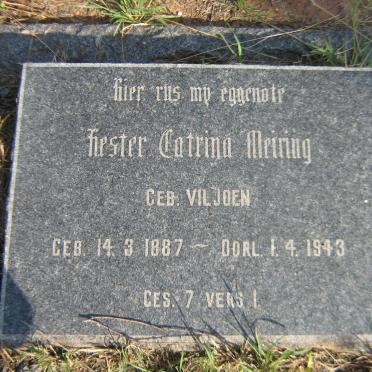 Hier rus my eggenote
Hester Catrina Meiring
GEB: VILJOEN
GEB. 14.3.1887 ~ OORL. 1.4.1943
GES. 7 VERS 1.